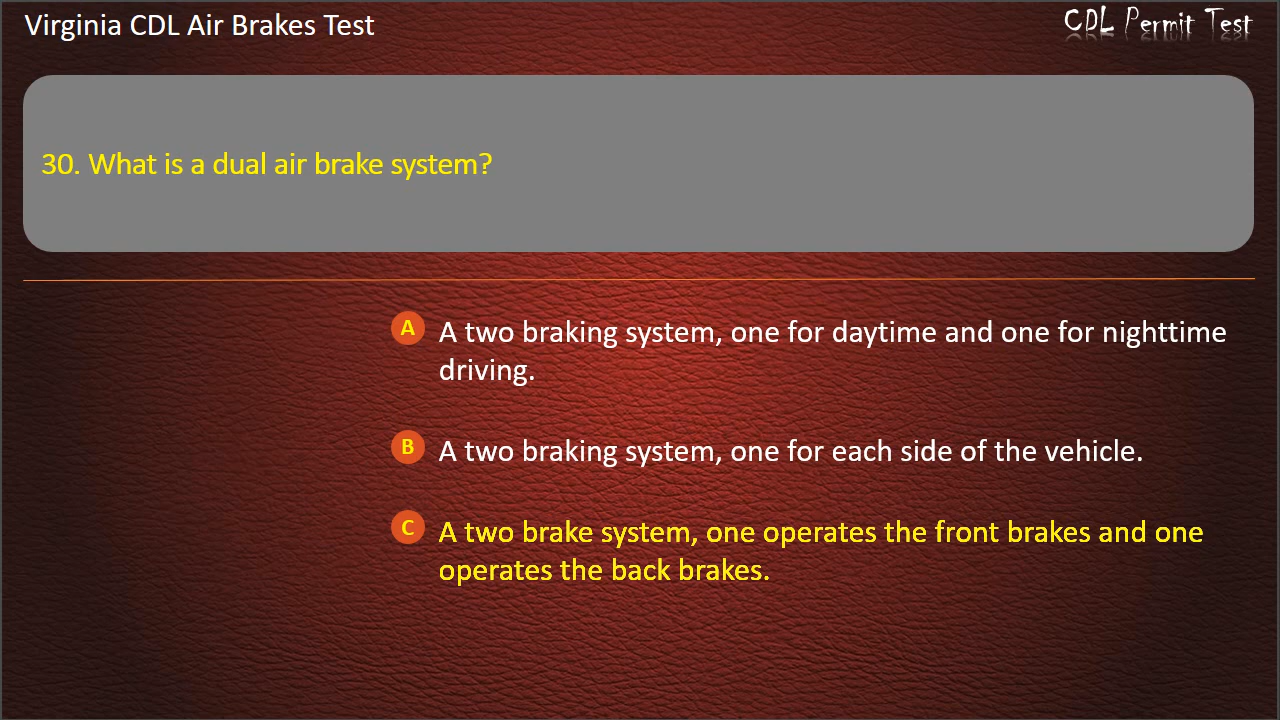 Virginia CDL Air Brakes Test
CDL Permit Test
30. What is a dual air brake system?
A
A two braking system, one for daytime and one for nighttime
driving.
B
A two braking system, one for each side of the vehicle.
C
A two brake system, one operates the front brakes and one
operates the back brakes.